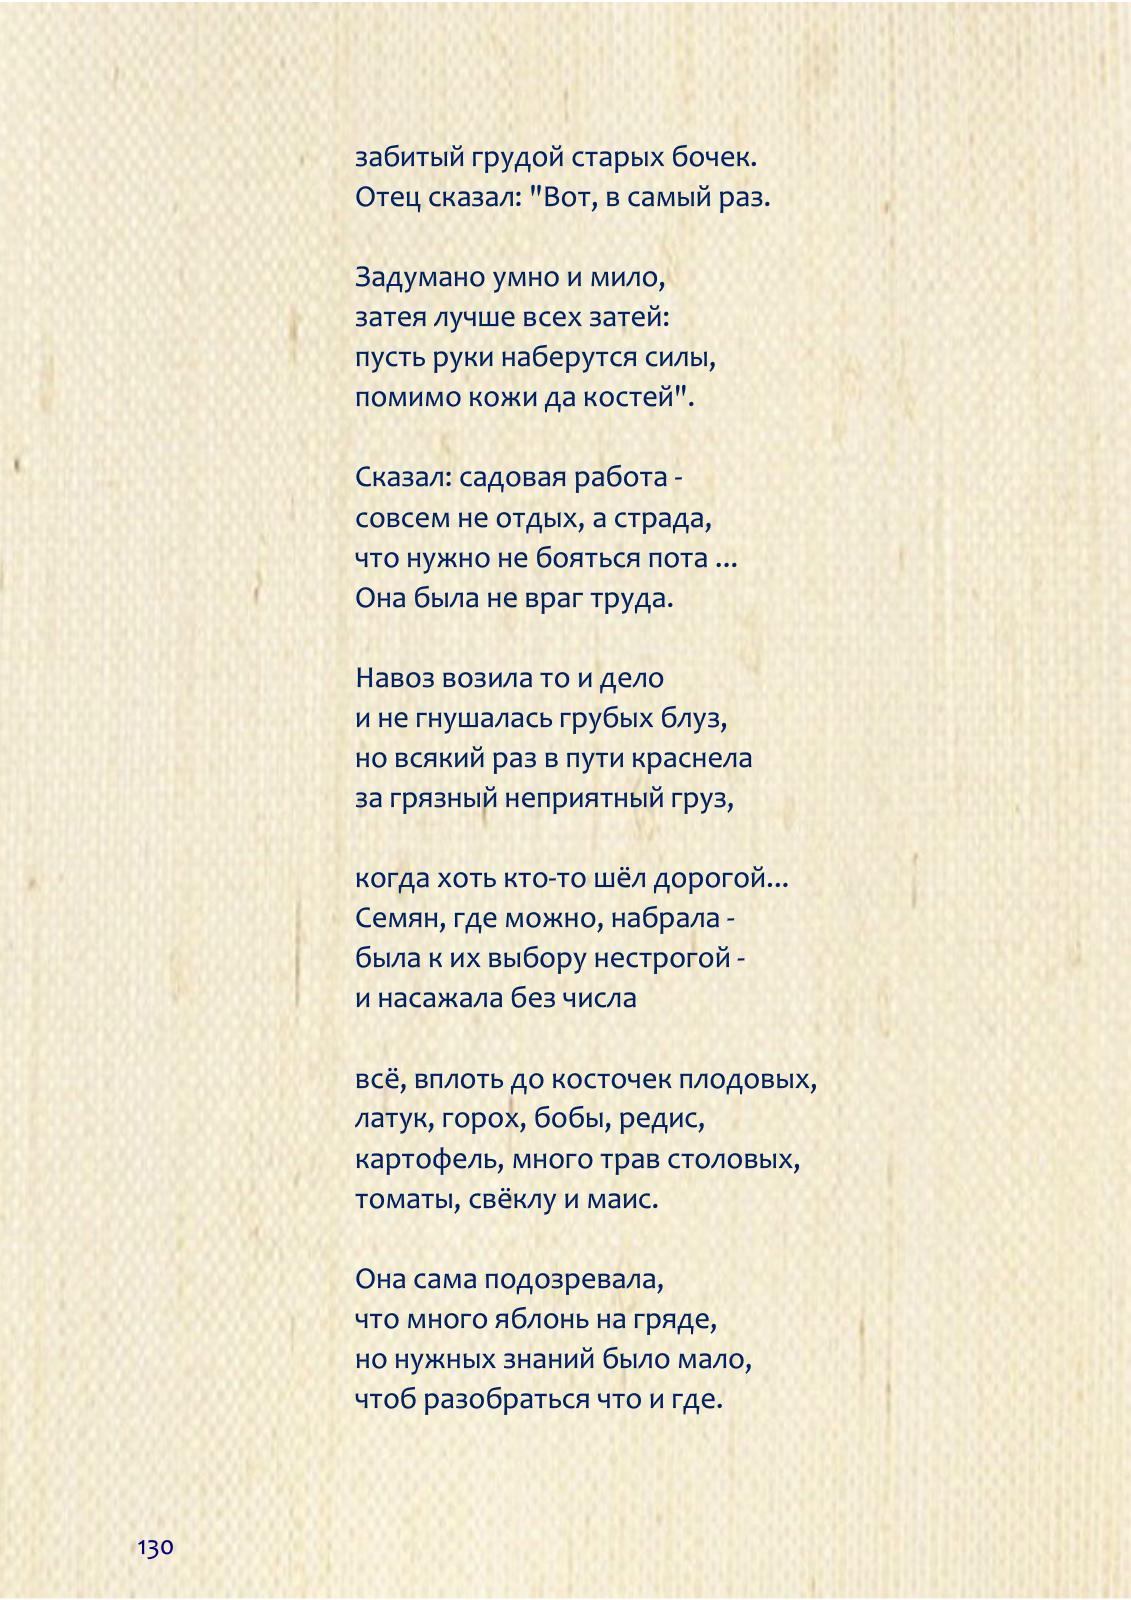 забитый грудой старых бочек.
Отец сказал: "Вот, в самый раз.
Задумано умно и мило,
затея лучше всех затей:
пусть руки наберутся силы,
помимо кожи да костей".
Сказал: садовая работа -
совсем не отдых, а страда,
что нужно не бояться пота ...
Она была не враг труда.
Навоз возила то и дело
и не гнушалась грубых блуз,
но всякий раз в пути краснела
за грязный неприятный груз,
когда хоть кто-то шёл дорогой...
Семян, где можно, набрала -
была к их выбору нестрогой -
и насажала без числа
всё, вплоть до косточек плодовых,
латук, горох, бобы, редис,
картофель, много трав столовых,
томаты, свёклу и маис.
Она сама подозревала,
что много яблонь на гряде,
но нужных знаний было мало,
чтоб разобраться что и где.
130